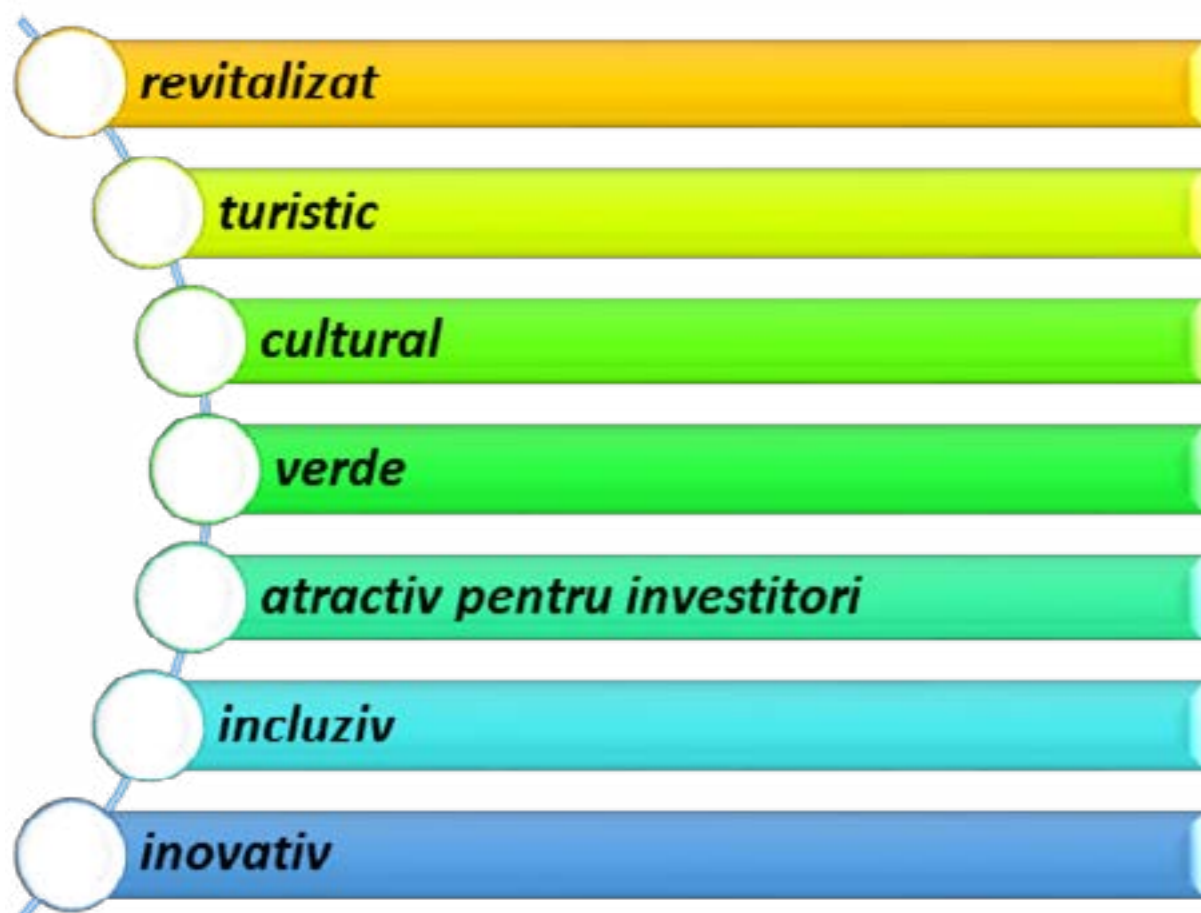 revitalizat
turistic
cultural
verde
atractiv pentru investitori
incluziv
inovativ